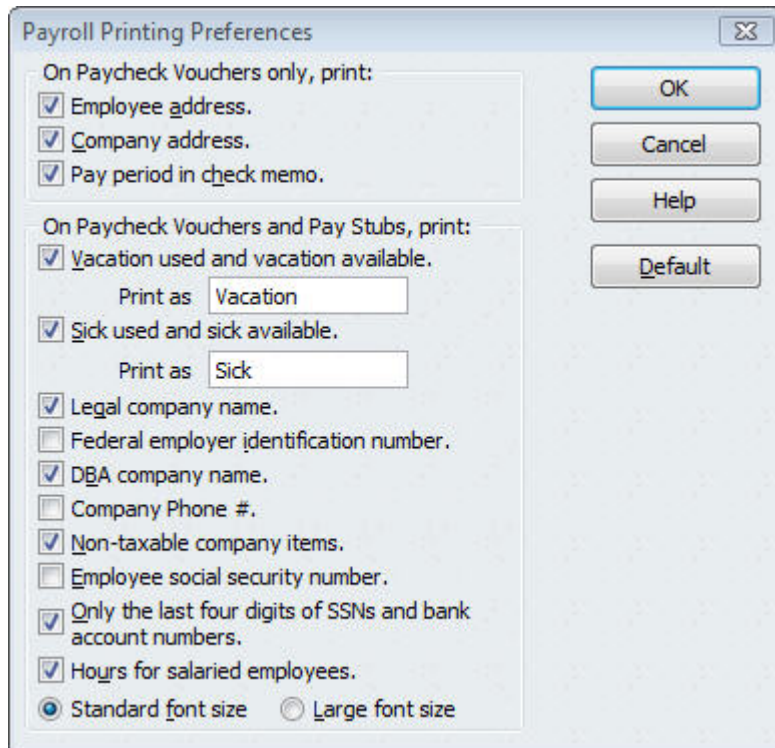 Payroll Printing Preferences
On Paycheck Vouchers only, print:
Employee address.
Company address.
Pay period in check memo.
On Paycheck Vouchers and Pay Stubs, print:
Vacation used and vacation available.
Print as Vacation
Sick used and sick available.
Print as Sick
Legal company name.
Federal employer identification number.
DBA company name.
Company Phone #.
Non-taxable company items.
Employee social security number.
Only the last four digits of SSNs and bank
account numbers.
Hours for salaried employees.
Standard font size Large font size
OK
Cancel
Help
Default